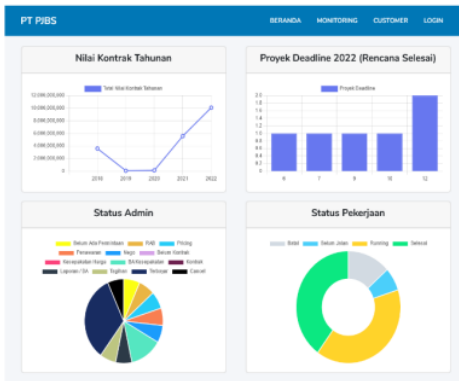 PT PJBS
BERANDA MONITORING CUSTOMER LOGIN
Nilai Kontrak Tahunan
Total Nilai Kontrak Tahunan
12.000.000.000
10.000.000.000
8.000.000.000
6.000.000.000
4.000.000.000
2.000.000.000
0
2018 2019 2020 2021 2022
Proyek Deadline 2022 (Rencana Selesai)
Proyek Deadline
2.0
1.8
1.6
1.4
1.2
1.0
0.8
0.6
0.4
0.2
0
6 7 9 10 12
Status Admin
Belum Ada Permintaan RAB Pricing
Penawaran Nego Belum Kontrak
Kesepakatan Harga BA Kesepakatan Kontrak
Laporan / BA Tagihan Terbayar Cancel
Status Pekerjaan
Batal Belum Jalan Running Selesai